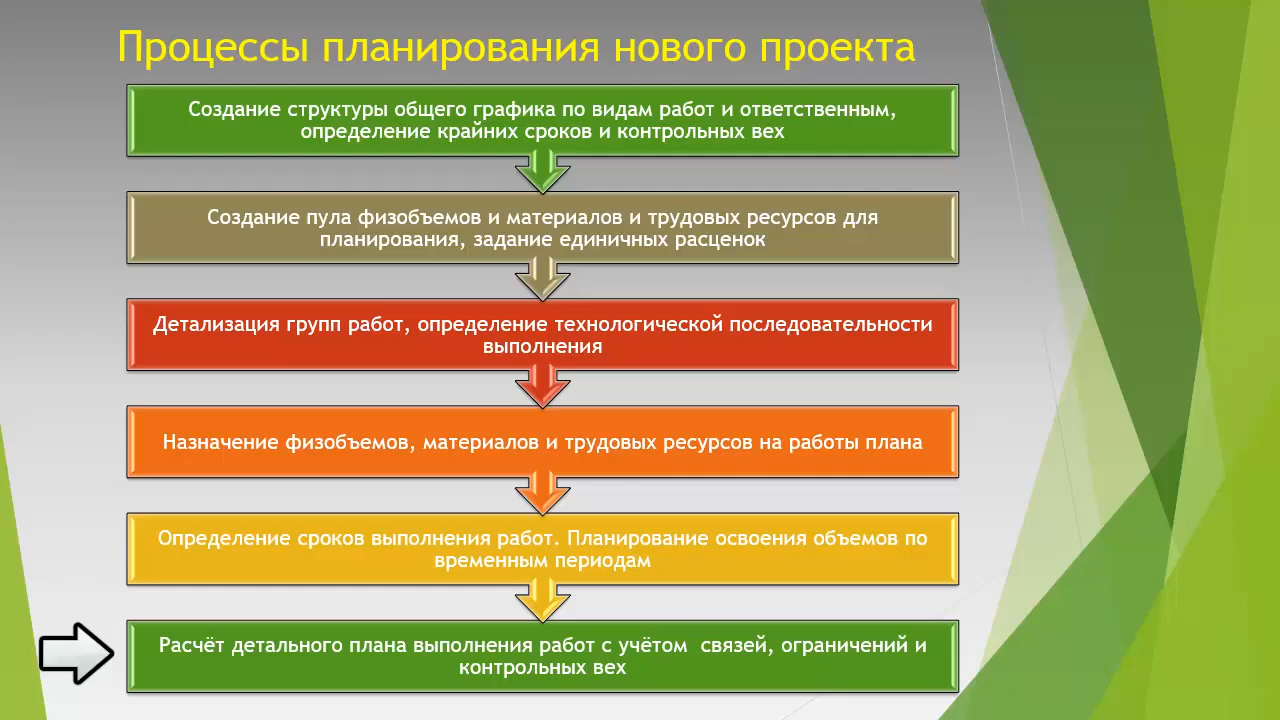 Процессы планирования нового проекта
Создание структуры общего графика по видам работ и ответственным,
определение крайних сроков и контрольных вех
Создание пула физобъемов и материалов и трудовых ресурсов для
планирования, задание единичных расценок
Детализация групп работ, определение технологической последовательности
выполнения
Назначение физобъемов, материалов и трудовых ресурсов на работы плана
Определение сроков выполнения работ. Планирование освоения объемов по
временным периодам
Расчёт детального плана выполнения работ с учётом  связей, ограничений и
контрольных вех